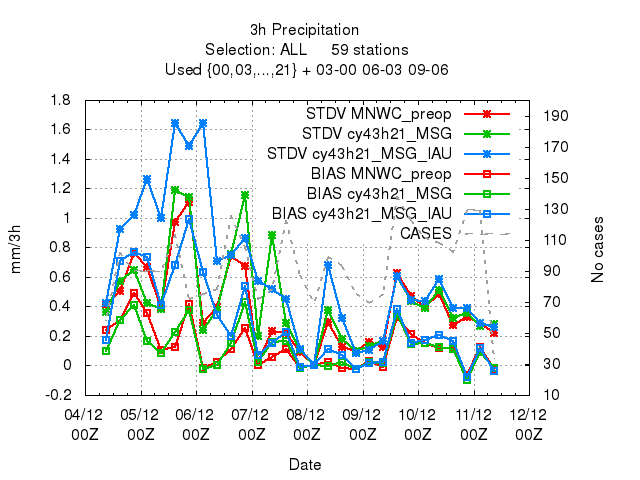 3h Precipitation
Selection: ALL 59 stations
Used {00,03,...,21} + 03-00 06-03 09-06
1.8
1.6
1.4
1.2
1
0.8
0.6
0.4
0.2
0
-0.2
mm/3h
STDV MNWC_preop
STDV cy43h21_MSG
STDV cy43h21_MSG_IAU
BIAS MNWC_preop
BIAS cy43h21_MSG
BIAS cy43h21_MSG_IAU
CASES
190
170
150
130
110
90
70
50
30
10
No cases
04/12 05/12 06/12 07/12 08/12 09/12 10/12 11/12 12/12
00Z 00Z 00Z 00Z 00Z 00Z 00Z 00Z 00Z
Date